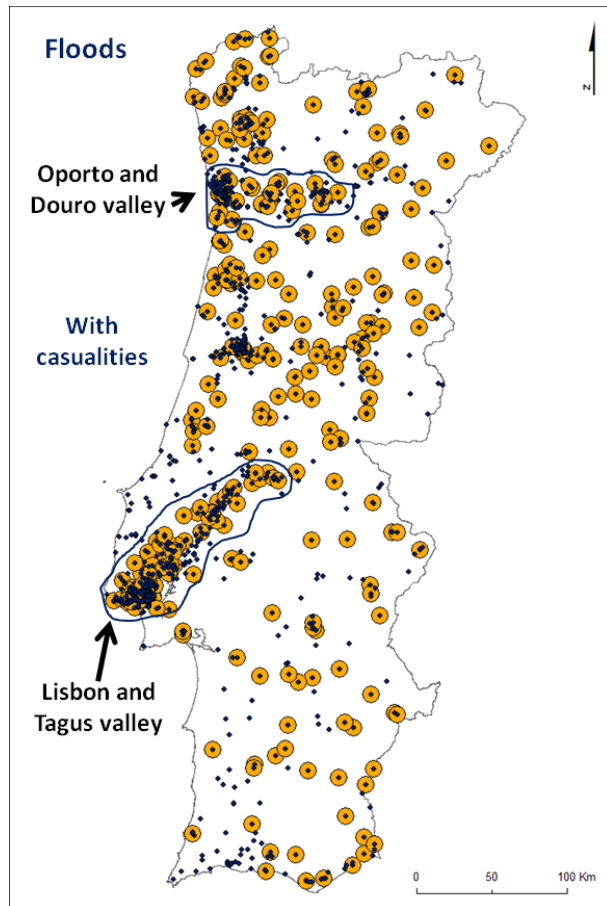 Floods
Z
Oporto and
Douro valley
With
casualities
Lisbon and
Tagus valley
0 50 100 Km